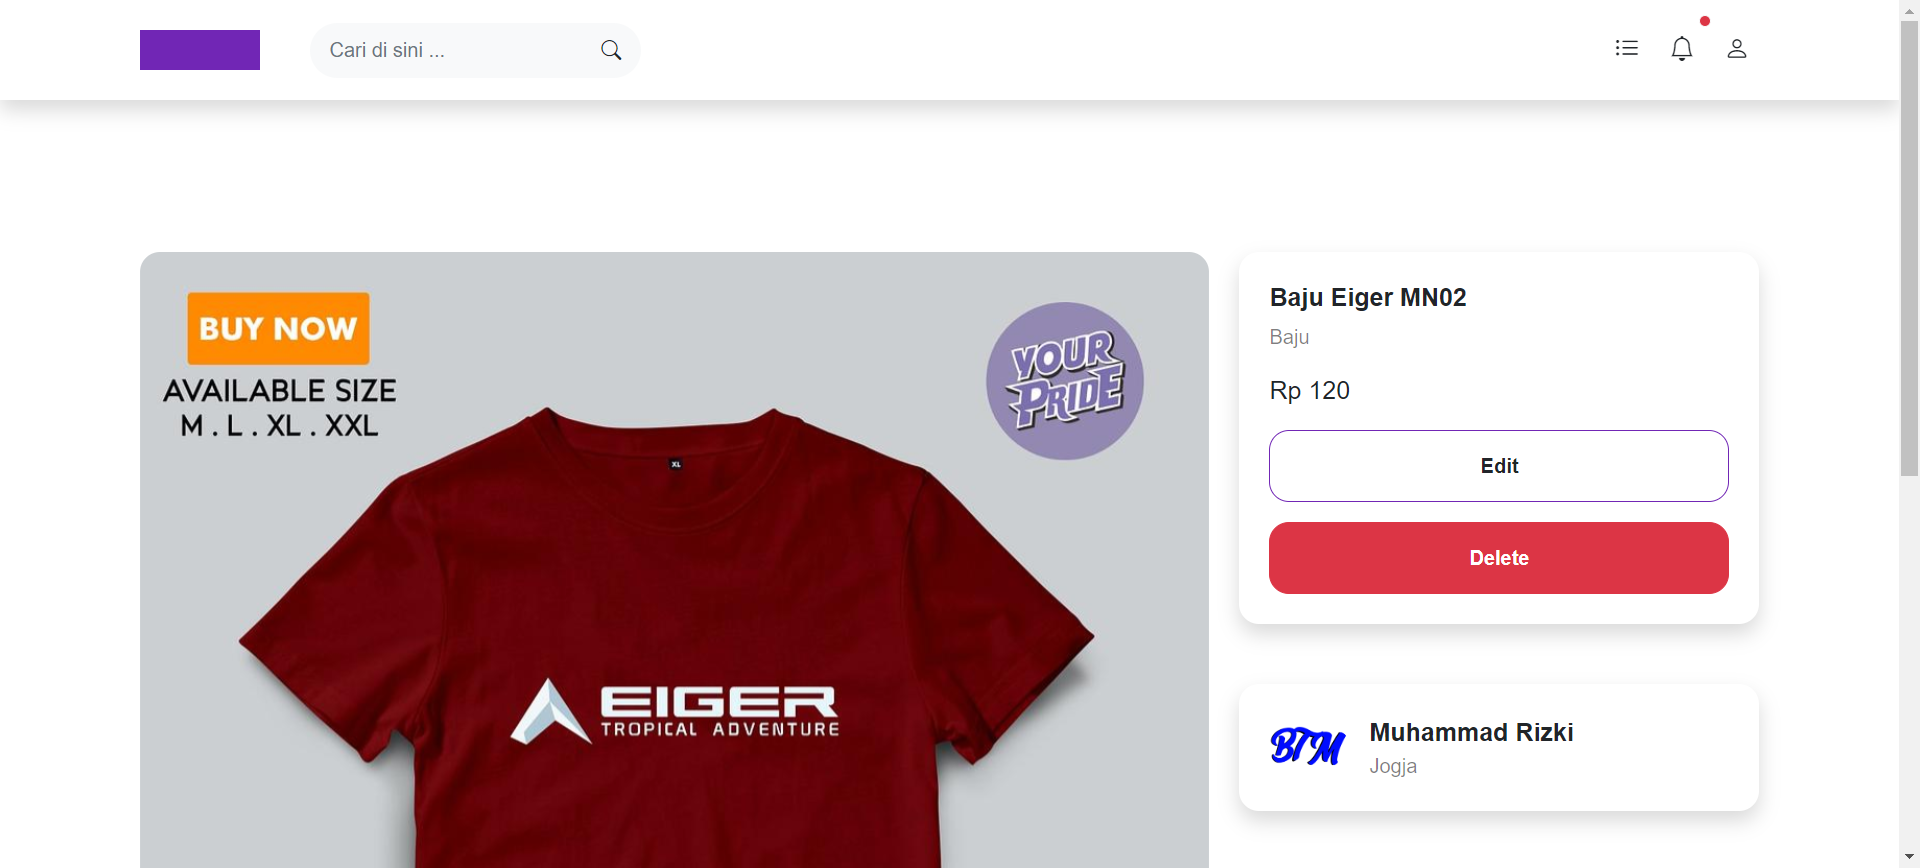 Cari di sini ...
BUY NOW
AVAILABLE SIZE
M . L . XL . XXL
YOUR
PRIDE
XL
EIGER
TROPICAL ADVENTURE
Baju Eiger MN02
Baju
Rp 120
Edit
Delete
BTM
Muhammad Rizki
Jogja